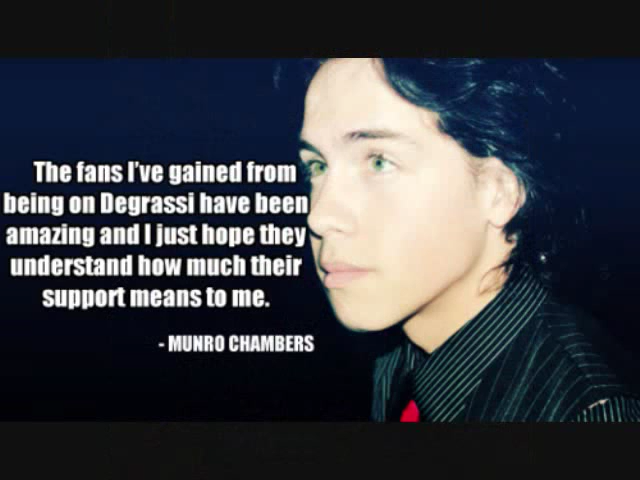 The fans I've gained from
being on Degrassi have been
amazing and I just hope they
understand how much their
support means to me.
- MUNRO CHAMBERS